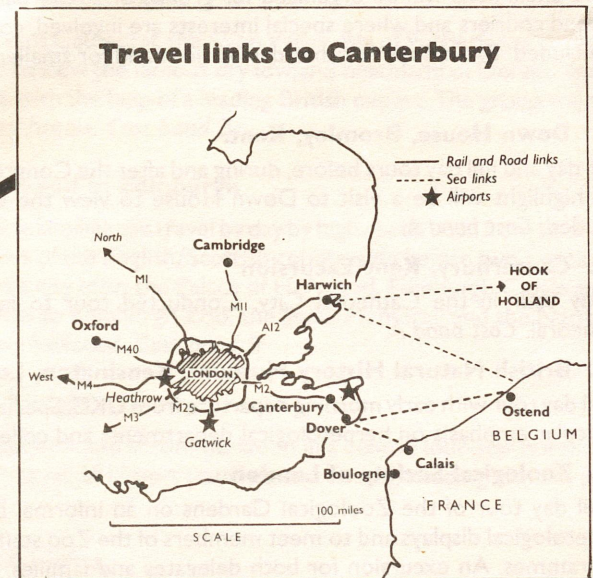 Travel links to Canterbury
Rail and Road links
Sea links
Airports
North
Cambridge
M1
M11
Harwich
HOOK
OF
HOLLAND
Oxford
A12
M40
West
M4
LONDON
Heathrow
M3
M25
M2
Canterbury
Gatwick
Dover
Ostend
BELGIUM
Calais
Boulogne
FRANCE
100 miles
SCALE